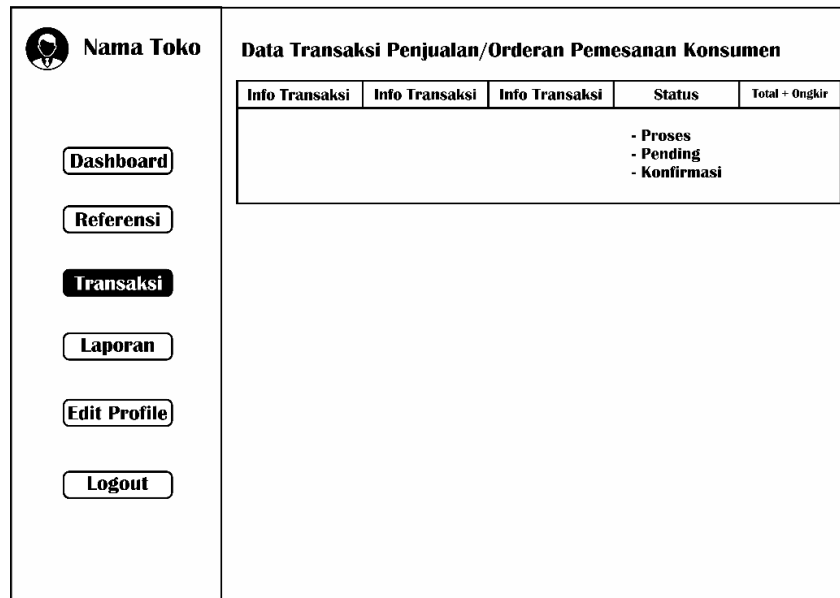 Nama Toko
Dashboard
Referensi
Transaksi
Laporan
Edit Profile
Logout
Data Transaksi Penjualan/Orderan Pemesanan Konsumen
Info Transaksi Info Transaksi Info Transaksi Status Total + Ongkir
- Proses
- Pending
- Konfirmasi